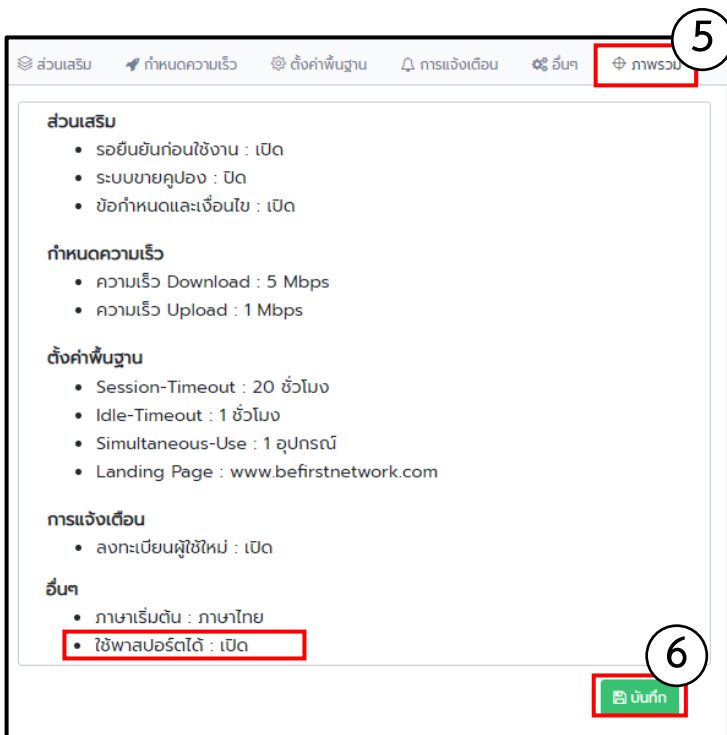 5
ส่วนเสริม กำหนดความเร็ว ตั้งค่าพื้นฐาน การแจ้งเตือน อื่นๆ ภาพรวม
ส่วนเสริม
• รอยืนยันก่อนใช้งาน : เปิด
• ระบบขายคูปอง : ปิด
• ข้อกำหนดและเงื่อนไข : เปิด
กำหนดความเร็ว
• ความเร็ว Download : 5 Mbps
• ความเร็ว Upload : 1 Mbps
ตั้งค่าพื้นฐาน
• Session-Timeout : 20 ชั่วโมง
• Idle-Timeout : 1 ชั่วโมง
• Simultaneous-Use : 1 อุปกรณ์
• Landing Page : www.befirstnetwork.com
การแจ้งเตือน
• ลงทะเบียนผู้ใช้ใหม่ : เปิด
อื่นๆ
• ภาษาเริ่มต้น : ภาษาไทย
• ใช้พาสปอร์ตได้ : เปิด
6
บันทึก